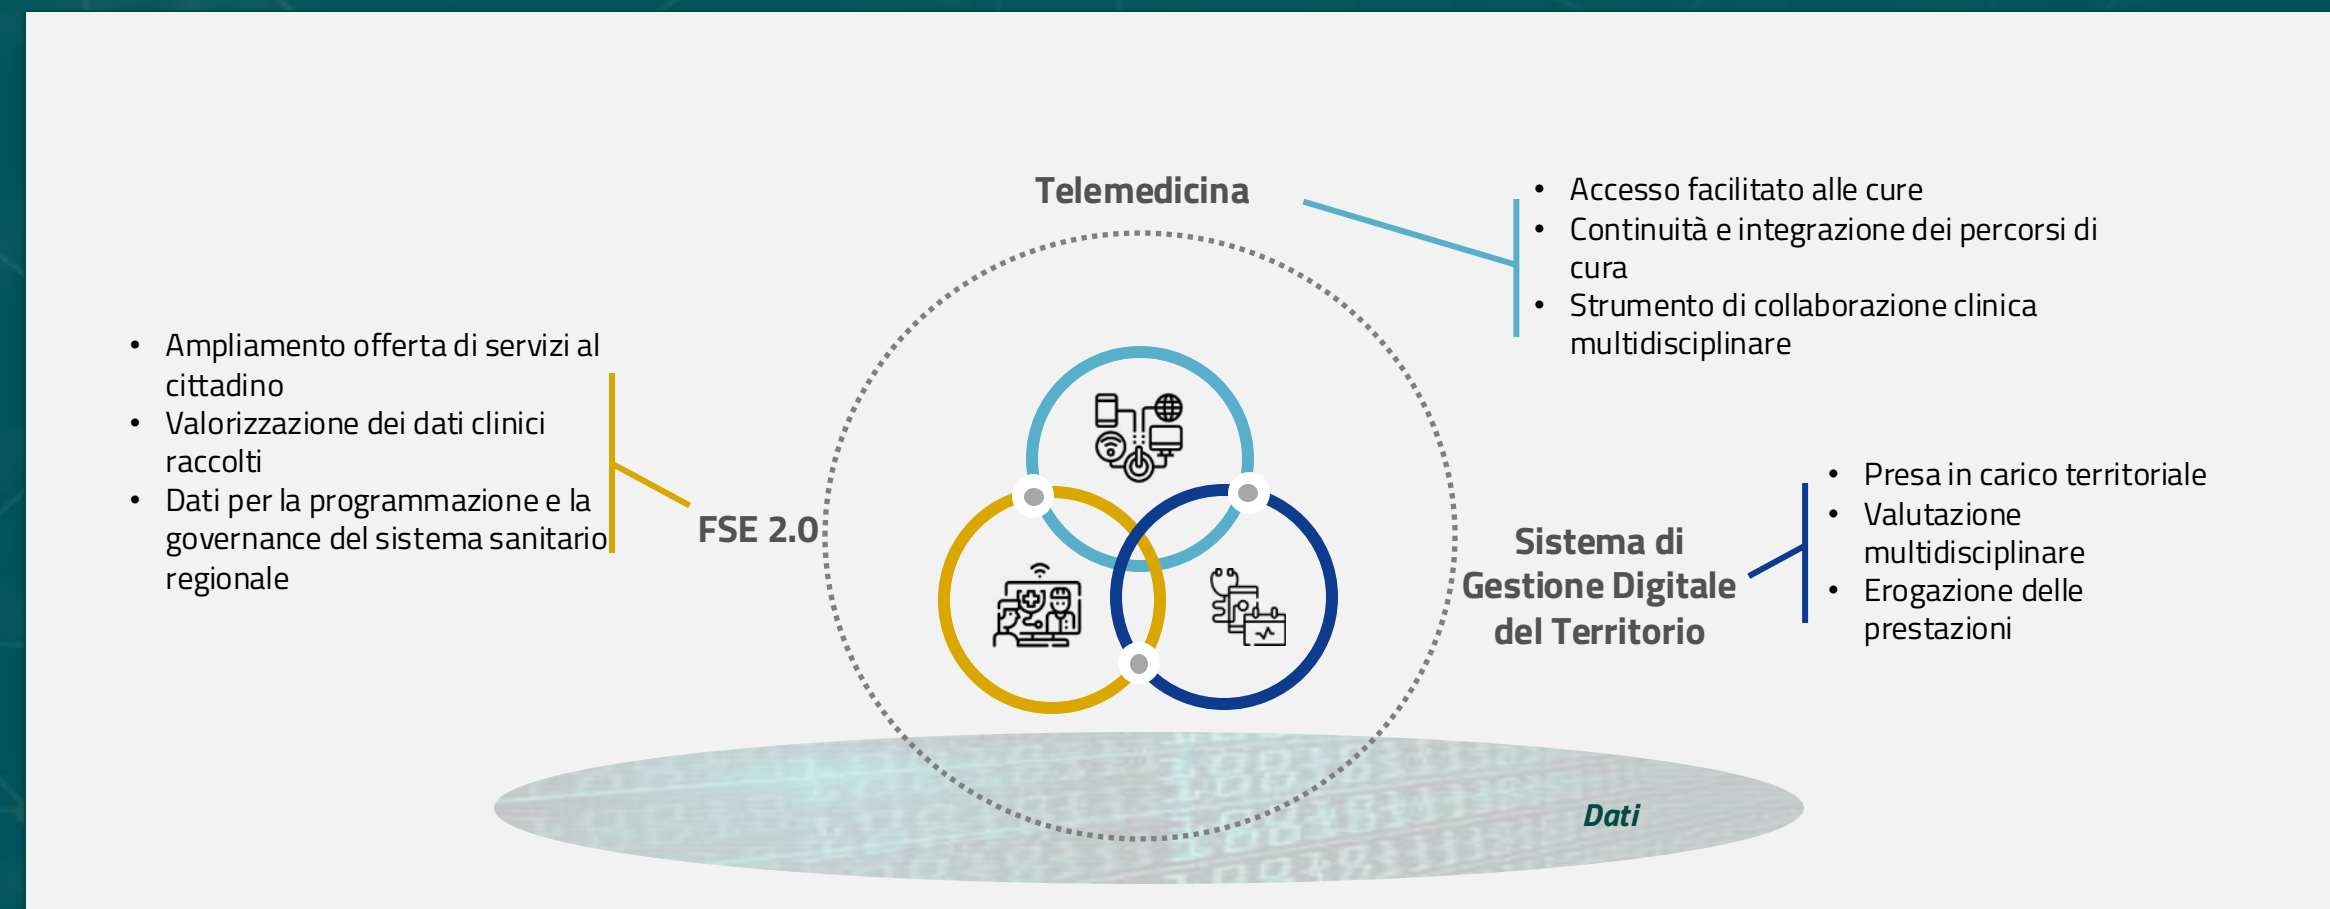 Telemedicina
• Accesso facilitato alle cure
• Continuità e integrazione dei percorsi di
cura
• Strumento di collaborazione clinica
multidisciplinare
• Ampliamento offerta di servizi al
cittadino
• Valorizzazione dei dati clinici
raccolti
• Dati per la programmazione e la
governance del sistema sanitario
regionale
FSE 2.0
Sistema di
Gestione Digitale
del Territorio
• Presa in carico territoriale
• Valutazione
multidisciplinare
• Erogazione delle
prestazioni
Dati